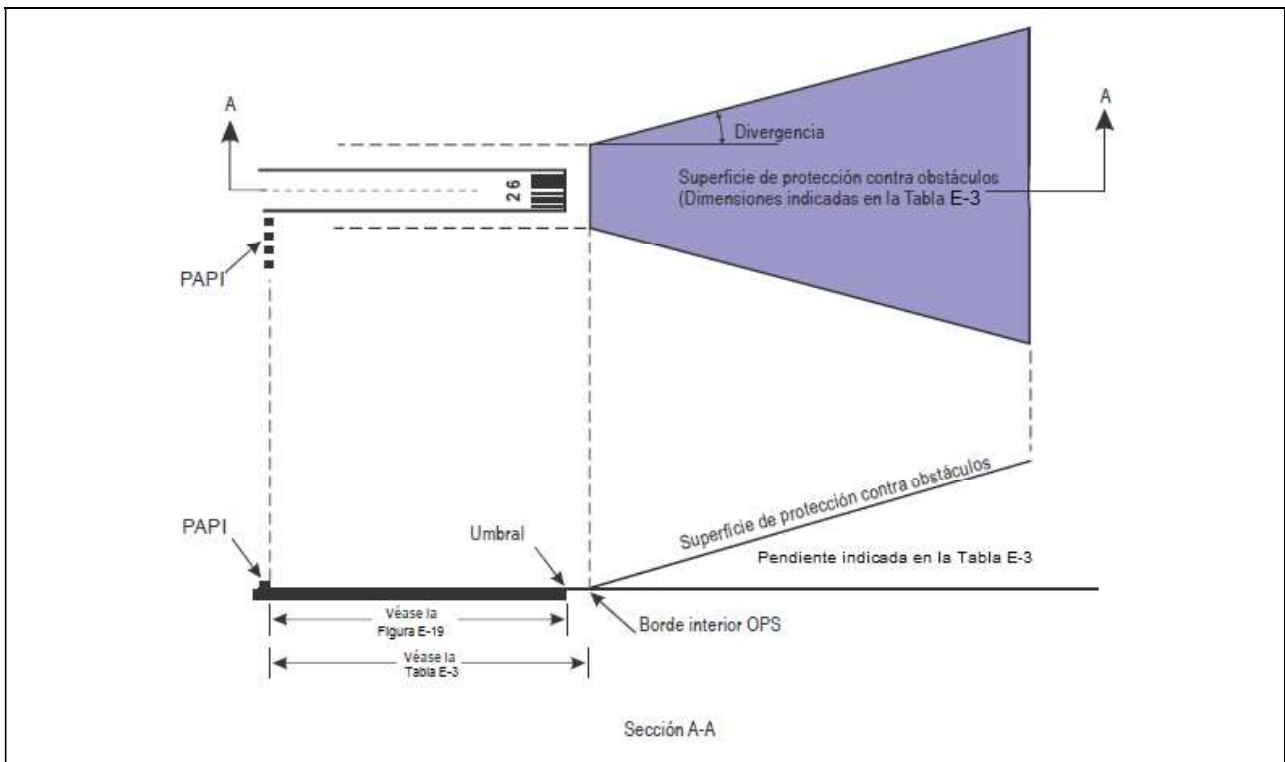 A
A
Divergencia
Superficie de protección contra obstáculos
(Dimensiones indicadas en la Tabla E-3
26
PAPI
Superficie de protección contra obstáculos
PAPI
Umbral
Pendiente indicada en la Tabla E-3
Véase la
Figura E-19
Borde interior OPS
Véase la
Tabla E-3
Sección A-A